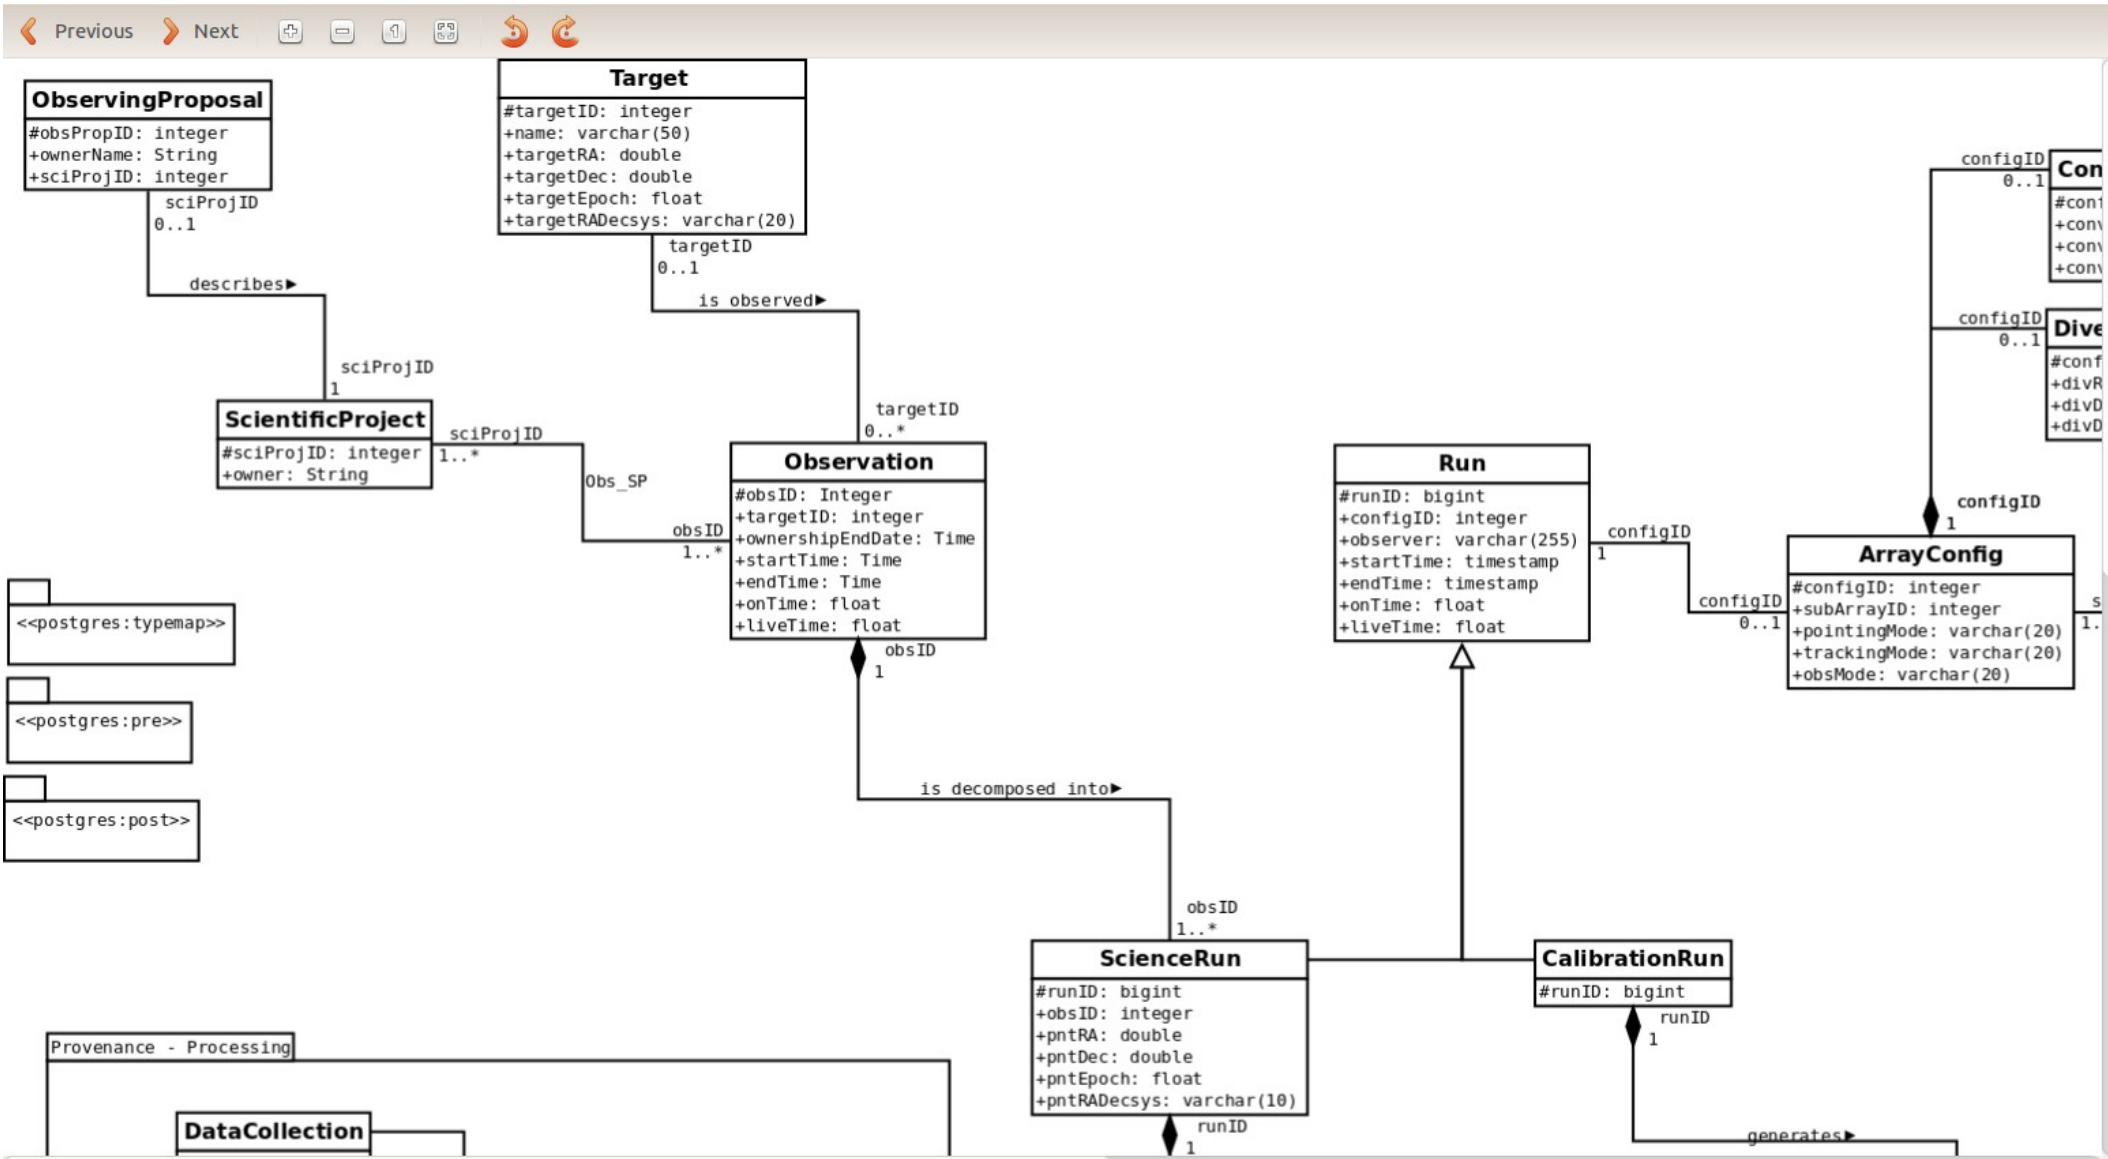 Previous Next
ObservingProposal
#obsPropID: integer
+ownerName: String
+sciProjID: integer
sciProjID
0..1
describes▶
sciProjID
1
ScientificProject
#sciProjID: integer
+owner: String
sciProjID
1..*
Obs_SP
obsID
1..*
Target
#targetID: integer
+name: varchar(50)
+targetRA: double
+targetDec: double
+targetEpoch: float
+targetRADecsys: varchar(20)
targetID
0..1
is observed▶
targetID
0..*
Observation
#obsID: Integer
+targetID: integer
+ownershipEndDate: Time
+startTime: Time
+endTime: Time
+onTime: float
+liveTime: float
obsID
1
is decomposed into▶
obsID
1..*
Run
#runID: bigint
+configID: integer
+observer: varchar(255)
+startTime: timestamp
+endTime: timestamp
+onTime: float
+liveTime: float
configID
1
configID
0..1
configID
0..1
Con
#conf
+conv
+conv
+conv
configID
0..1
Dive
#conf
+divR
+divD
+divD
configID
1
ArrayConfig
#configID: integer
+subArrayID: integer
+pointingMode: varchar(20)
+trackingMode: varchar(20)
+obsMode: varchar(20)
s
1.
<<postgres:typemap>>
<<postgres:pre>>
<<postgres:post>>
ScienceRun
#runID: bigint
+obsID: integer
+pntRA: double
+pntDec: double
+pntEpoch: float
+pntRADecsys: varchar(10)
runID
1
CalibrationRun
#runID: bigint
runID
1
generates▶
Provenance - Processing
DataCollection